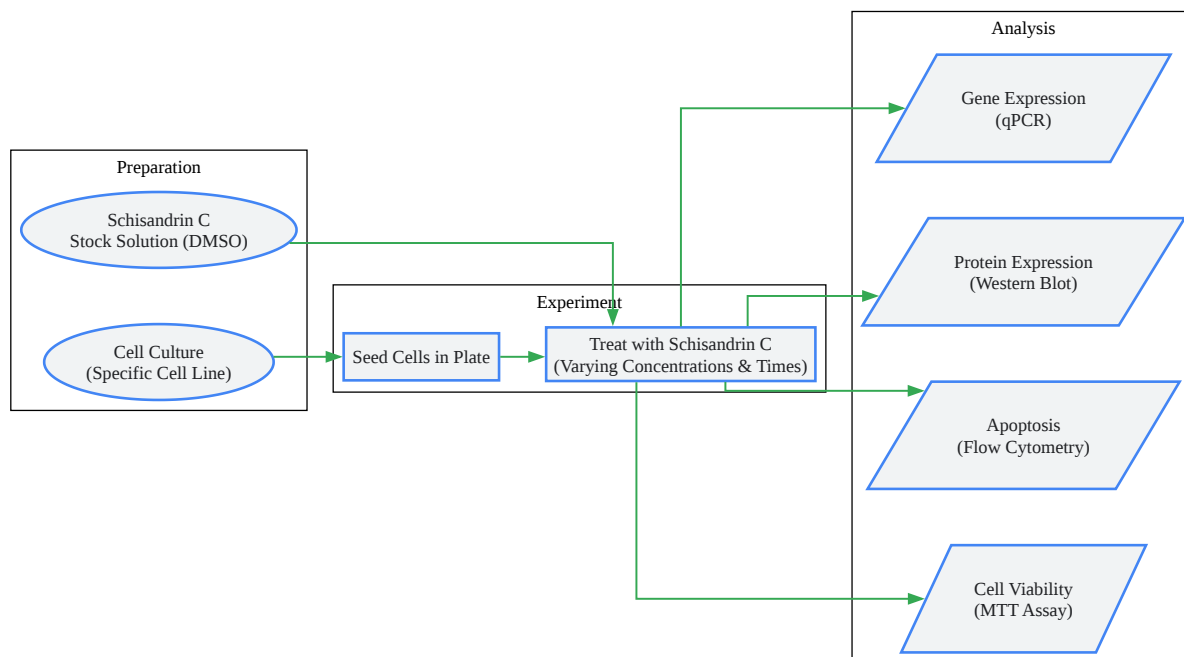 Preparation
Schisandrin C
Stock Solution (DMSO)
Cell Culture
(Specific Cell Line)
Experiment
Seed Cells in Plate
Treat with Schisandrin C
(Varying Concentrations & Times)
Analysis
Gene Expression
(qPCR)
Protein Expression
(Western Blot)
Apoptosis
(Flow Cytometry)
Cell Viability
(MTT Assay)